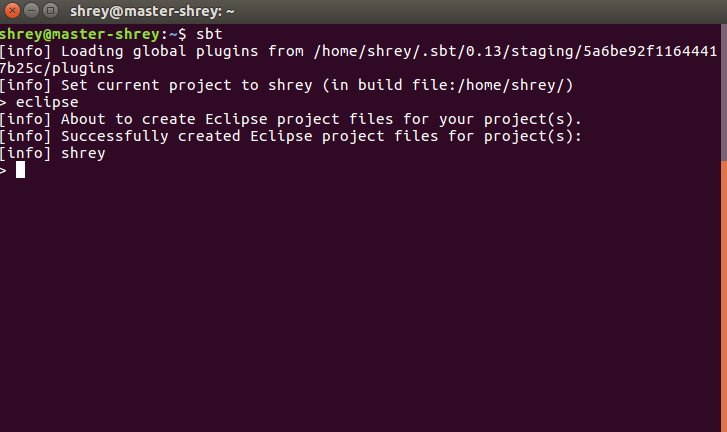 shrey@master-shrey: ~
shrey@master-shrey:~$ sbt
[info] Loading global plugins from /home/shrey/.sbt/0.13/staging/5a6be92f1164441
7b25c/plugins
[info] Set current project to shrey (in build file:/home/shrey/)
> eclipse
[info] About to create Eclipse project files for your project(s).
[info] Successfully created Eclipse project files for project(s):
[info] shrey
>